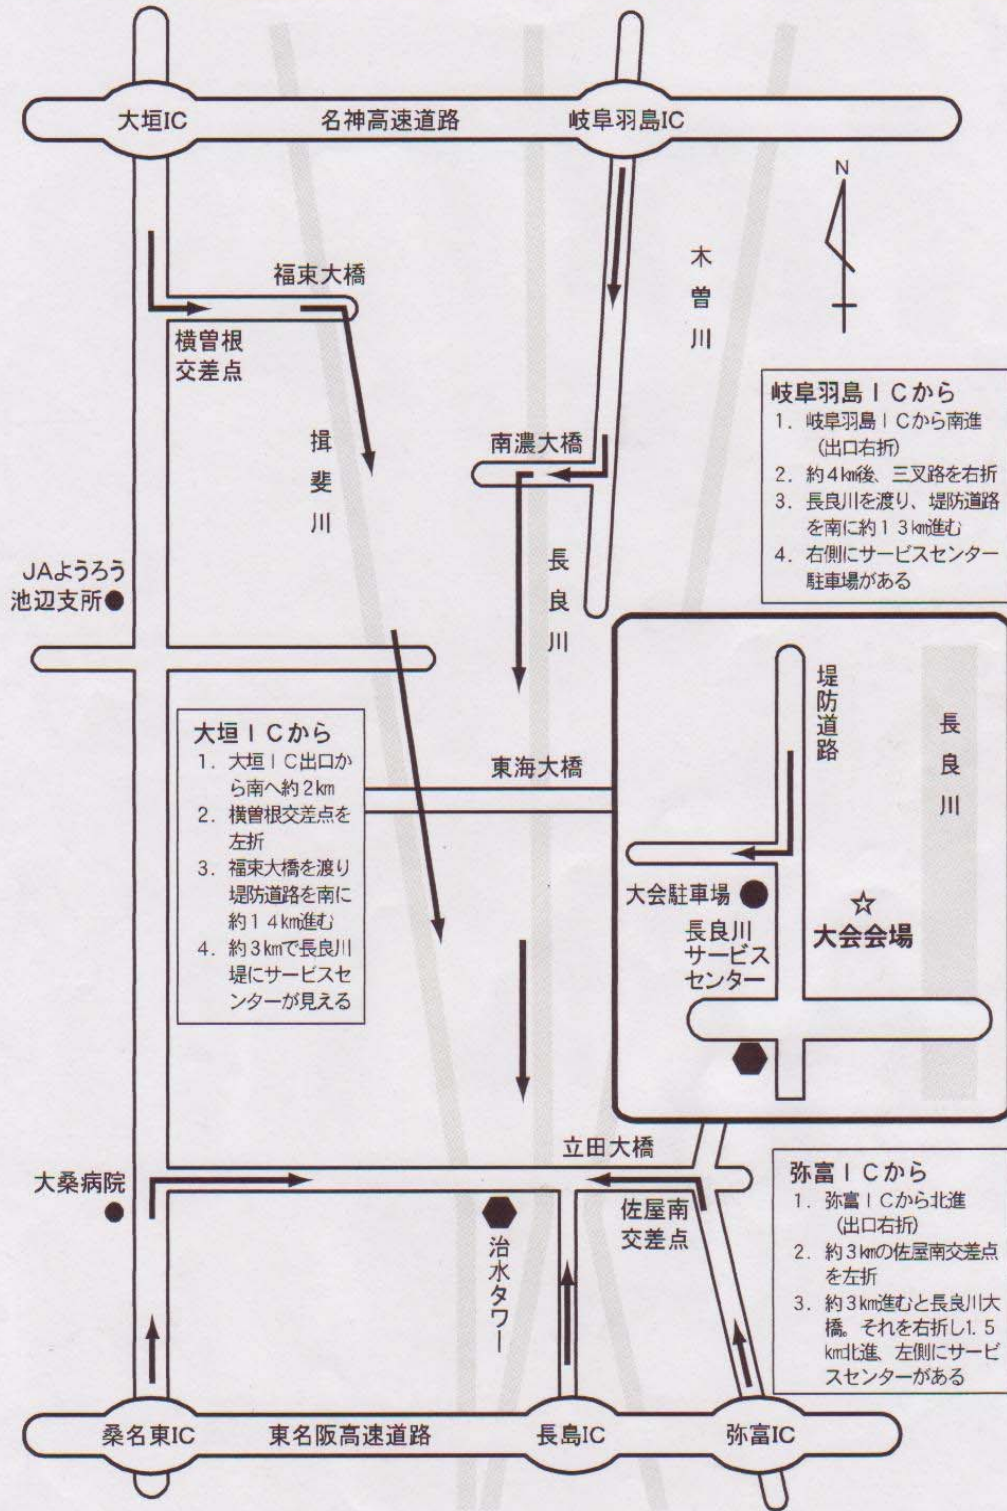 大垣IC
名神高速道路
岐阜羽島IC
N
福束大橋
横曽根
交差点
木曽川
揖斐川
南濃大橋
長良川
岐阜羽島ICから
1. 岐阜羽島ICから南進
(出口右折)
2. 約4km後、三叉路を右折
3. 長良川を渡り、堤防道路
を南に約13km進む
4. 右側にサービスセンター
駐車場がある
JAようろう
池辺支所
大垣ICから
1. 大垣IC出口か
ら南へ約2km
2. 横曽根交差点を
左折
3. 福束大橋を渡り
堤防道路を南に
約14km進む
4. 約3kmで長良川
堤にサービスセ
ンターが見える
東海大橋
堤防道路
長良川
大会駐車場
長良川
サービス
センター
☆
大会会場
大桑病院
立田大橋
佐屋南
交差点
治水タワー
弥富ICから
1. 弥富ICから北進
(出口右折)
2. 約3kmの佐屋南交差点
を左折
3. 約3km進むと長良川大
橋。それを右折し1.5
km北進、左側にサービ
スセンターがある
桑名東IC
東名阪高速道路
長島IC
弥富IC